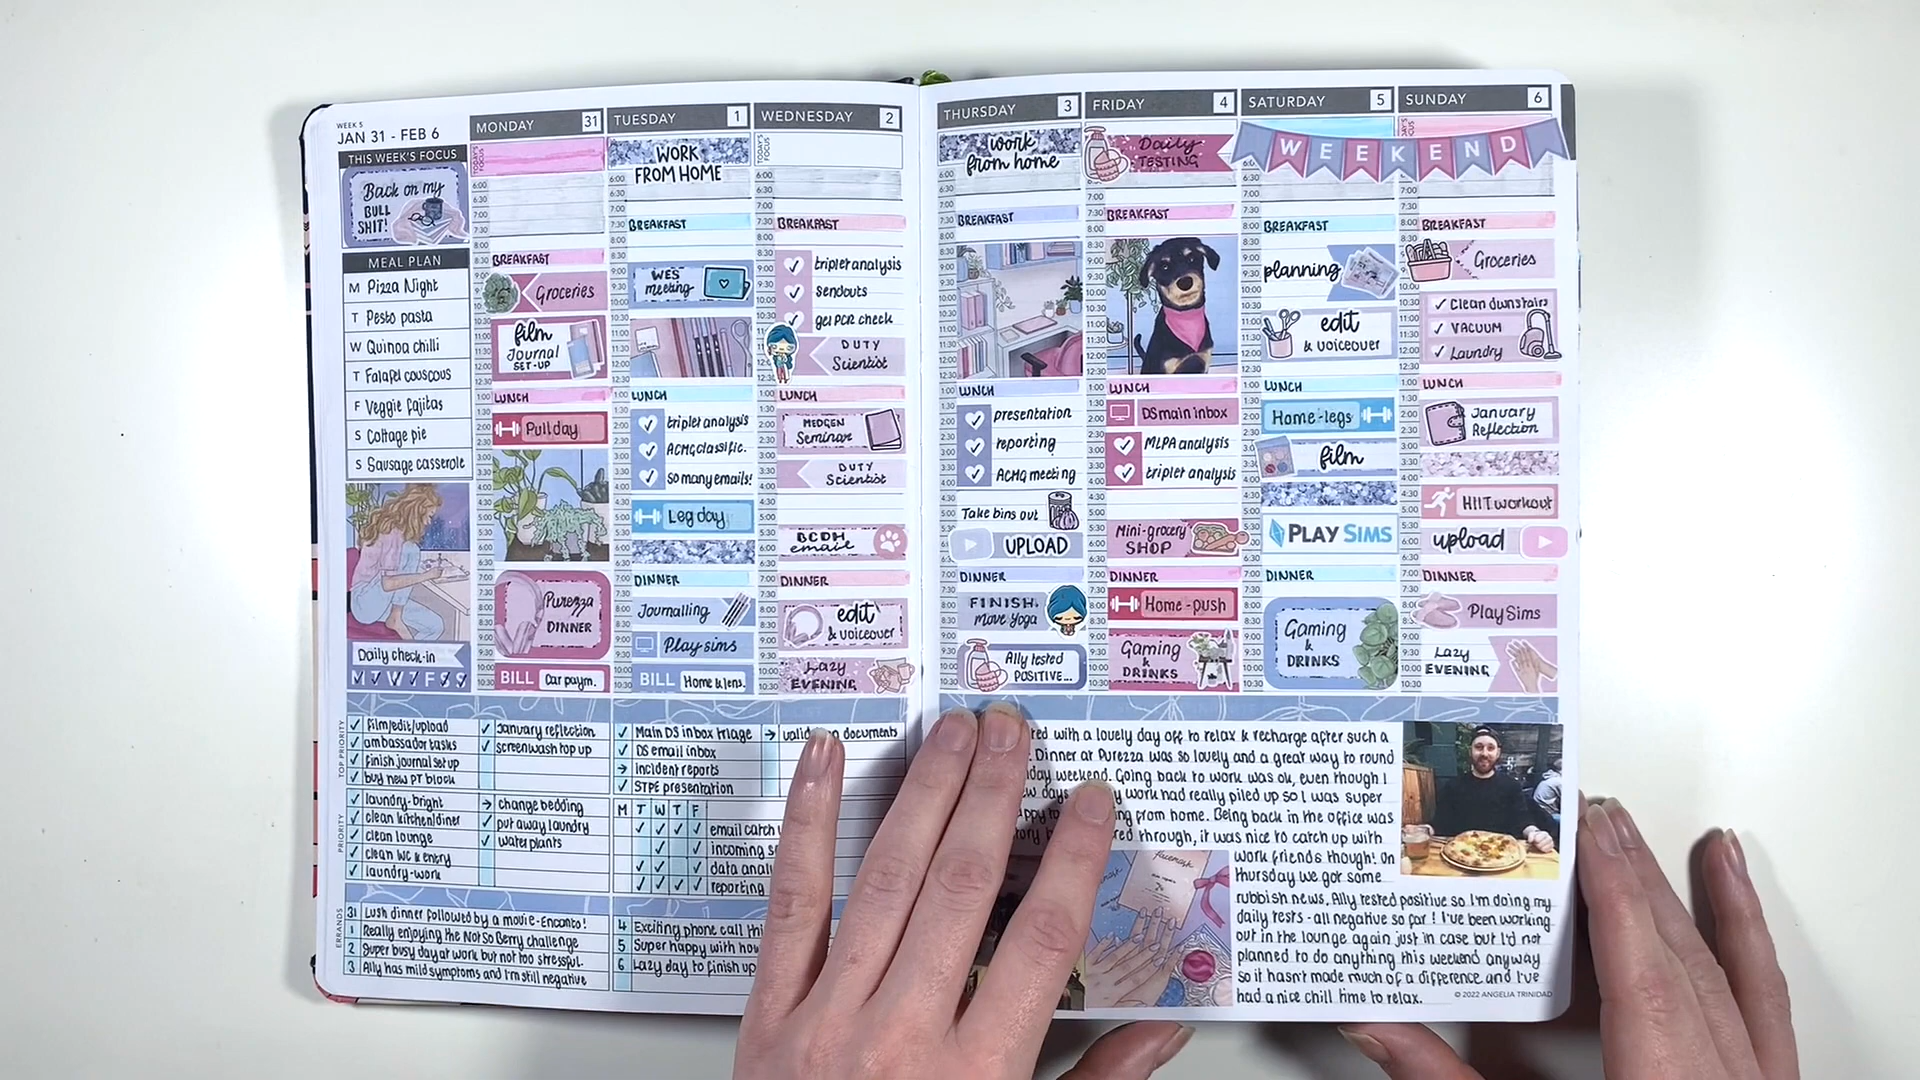 WEEK 5
JAN 31 - FEB 6
THIS WEEK'S FOCUS
Back on my
BULL
SHIT!
MEAL PLAN
M Pizza Night
T Pesto pasta
W Quinoa chilli
T Falafel couscous
F Veggie fajitas
S Cottage pie
S Sausage casserole
Daily check-in
M T W T F S S
MONDAY 31
TODAY'S FOCUS
BREAKFAST
Groceries
film
JOURNAL
SET-UP
LUNCH
Pull day
Purezza
DINNER
BILL Car paym.
TUESDAY 1
WORK
FROM HOME
BREAKFAST
WES
meeting
LUNCH
triplet analysis
ACMG classific.
so many emails!
Leg day
DINNER
Journalling
Play sims
BILL Home & lens.
WEDNESDAY 2
TODAY'S FOCUS
BREAKFAST
triplet analysis
sendouts
gel PCR check
DUTY
Scientist
LUNCH
MEDGEN
Seminar
DUTY
Scientist
BCDH
email
DINNER
edit
& voiceover
LAZY
EVENING
THURSDAY 3
work
from home
BREAKFAST
LUNCH
presentation
reporting
ACMG meeting
Take bins out
UPLOAD
DINNER
FINISH
move yoga
Ally tested
POSITIVE...
FRIDAY 4
Daily
TESTING
BREAKFAST
LUNCH
DS main inbox
MLPA analysis
triplet analysis
Mini-grocery
SHOP
DINNER
Home-push
Gaming
&
DRINKS
SATURDAY 5
WEEKEND
BREAKFAST
planning
edit
& voiceover
LUNCH
Home-legs
film
PLAY SIMS
DINNER
Gaming
&
DRINKS
SUNDAY 6
BREAKFAST
Groceries
Clean downstairs
VACUUM
Laundry
LUNCH
January
Reflection
HIIT workout
upload
DINNER
Play Sims
LAZY
EVENING
TOP PRIORITY
✓ film/edit/upload
✓ ambassador tasks
✓ finish journal set up
✓ buy new PT block
✓ January reflection
✓ screenwash top up
PRIORITY
✓ laundry-bright
✓ clean kitchen/diner
✓ clean lounge
✓ clean WC & entry
✓ laundry-work
→ change bedding
✓ put away laundry
✓ water plants
✓ Main DS inbox triage
✓ DS email inbox
→ incident reports
✓ STPE presentation
→ documents
M T W T F
email catch
incoming
data
reporting
ERRANDS
31 Lush dinner followed by a movie-Encanto!
1 Really enjoying the Not So Berry challenge
2 Super busy day at work but not too stressful.
3 Ally has mild symptoms and I'm still negative
4 Exciting phone call
5 Super happy with
6 Lazy day to finish up
with a lovely day off to relax & recharge after such a
Dinner at Purezza was so lovely and a great way to round
weekend. Going back to work was ok, even though I
days work had really piled up so I was super
from home. Being back in the office was
through, it was nice to catch up with
work friends though! On
Thursday we got some
rubbish news, Ally tested positive so I'm doing my
daily tests - all negative so far! I've been working
out in the lounge again just in case but I'd not
planned to do anything this weekend anyway
so it hasn't made much of a difference and I've
had a nice chill time to relax.
© 2022 ANGELIA TRINIDAD